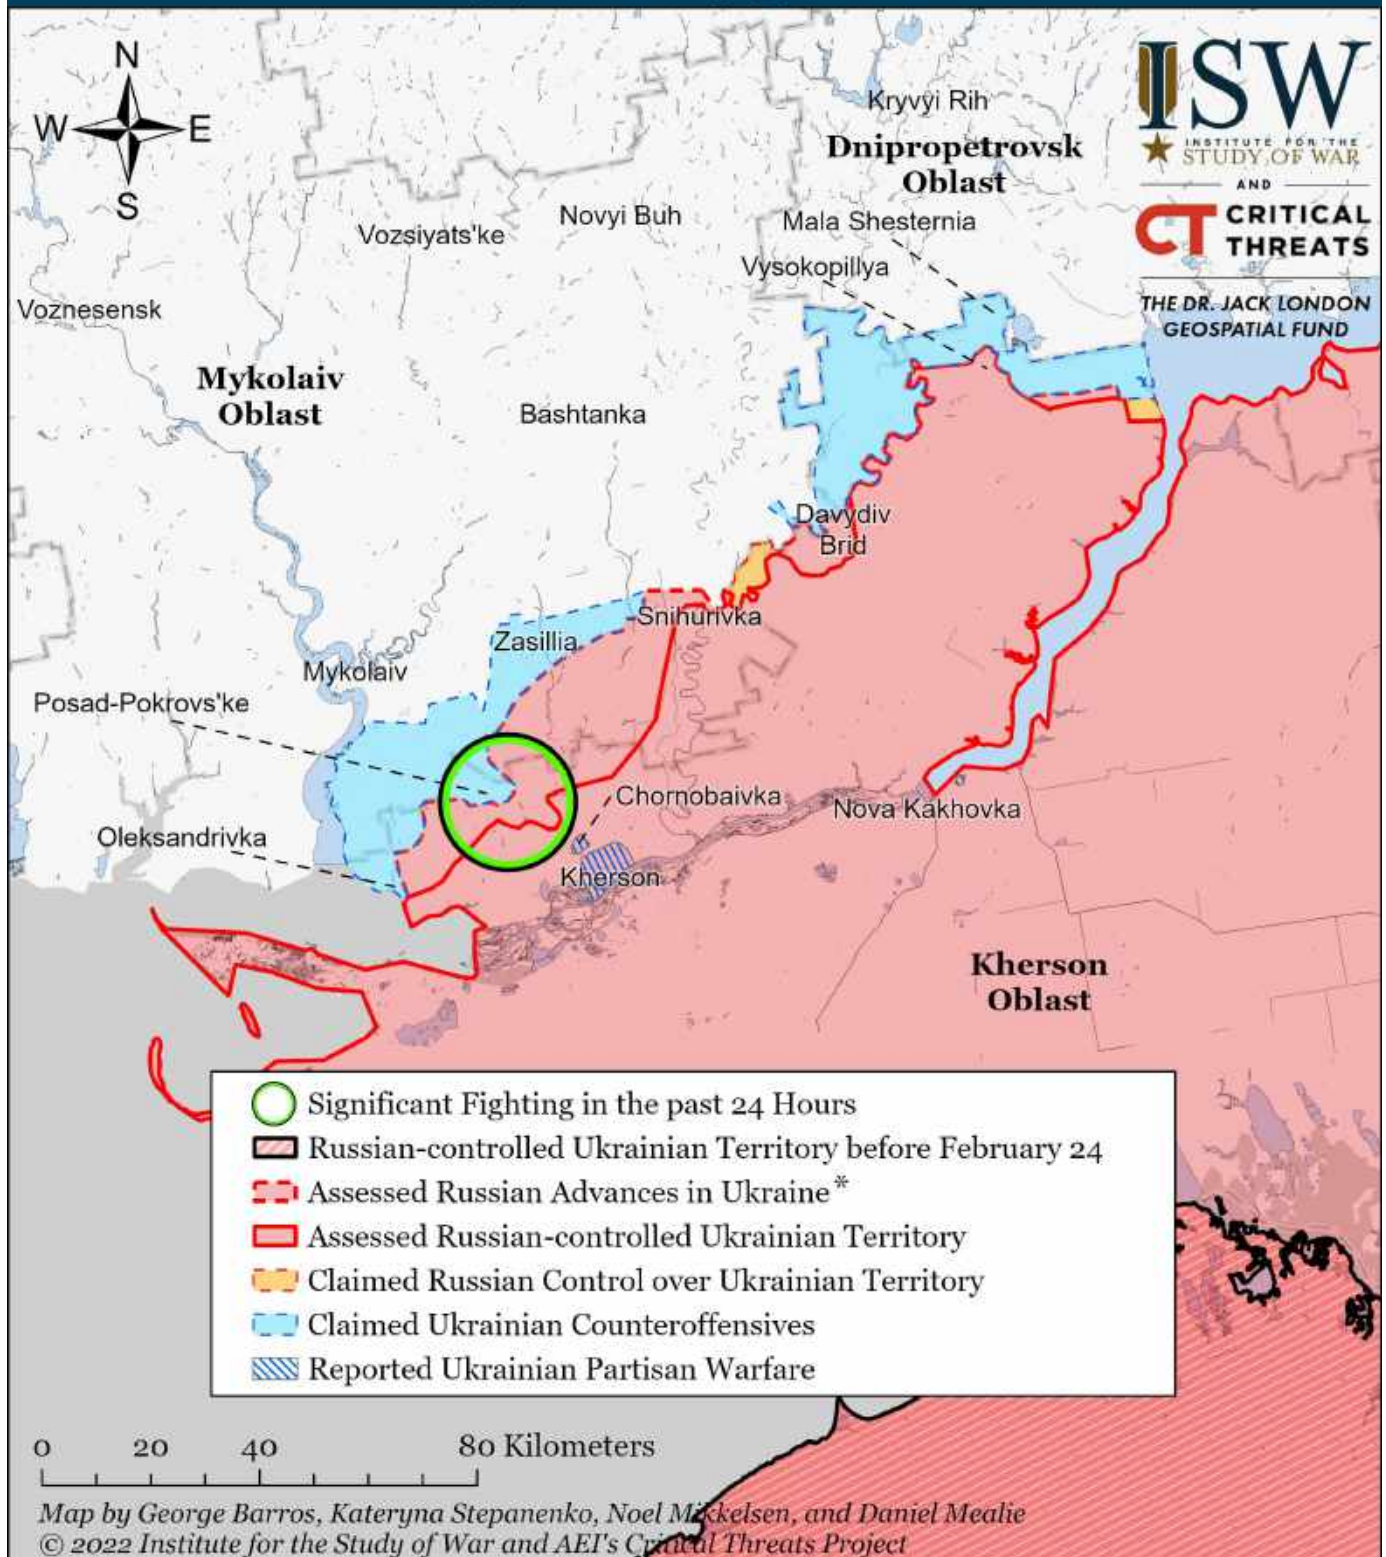 N
W
E
S
ISW
INSTITUTE FOR THE
STUDY OF WAR
AND
CT CRITICAL
THREATS
THE DR. JACK LONDON
GEOSPATIAL FUND
Kryvyi Rih
Dnipropetrovsk
Oblast
Novyi Buh
Mala Shesternia
Vozsiyats'ke
Vysokopillya
Voznesensk
Mykolaiv
Oblast
Bashtanka
Davydiv
Brid
Snihurivka
Zasillia
Mykolaiv
Posad-Pokrovs'ke
Chornobaivka
Nova Kakhovka
Oleksandrivka
Kherson
Kherson
Oblast
Significant Fighting in the past 24 Hours
Russian-controlled Ukrainian Territory before February 24
Assessed Russian Advances in Ukraine*
Assessed Russian-controlled Ukrainian Territory
Claimed Russian Control over Ukrainian Territory
Claimed Ukrainian Counteroffensives
Reported Ukrainian Partisan Warfare
0 20 40 80 Kilometers
Map by George Barros, Kateryna Stepanenko, Noel Mikkelsen, and Daniel Mealie
© 2022 Institute for the Study of War and AEI's Critical Threats Project